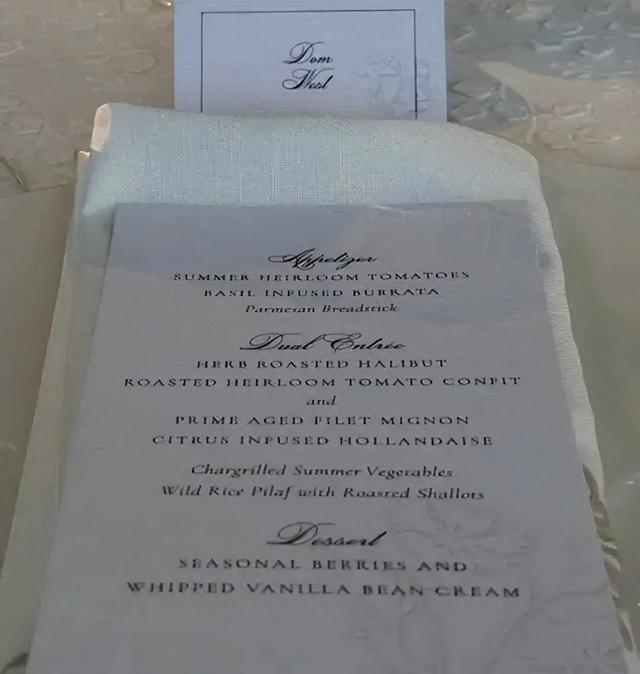 Dom
West
Appetizer
SUMMER HEIRLOOM TOMATOES
BASIL INFUSED BURRATA
Parmesan Breadstick
Dual Entrée
HERB ROASTED HALIBUT
ROASTED HEIRLOOM TOMATO CONFIT
and
PRIME AGED FILET MIGNON
CITRUS INFUSED HOLLANDAISE
Chargrilled Summer Vegetables
Wild Rice Pilaf with Roasted Shallots
Dessert
SEASONAL BERRIES AND
WHIPPED VANILLA BEAN CREAM